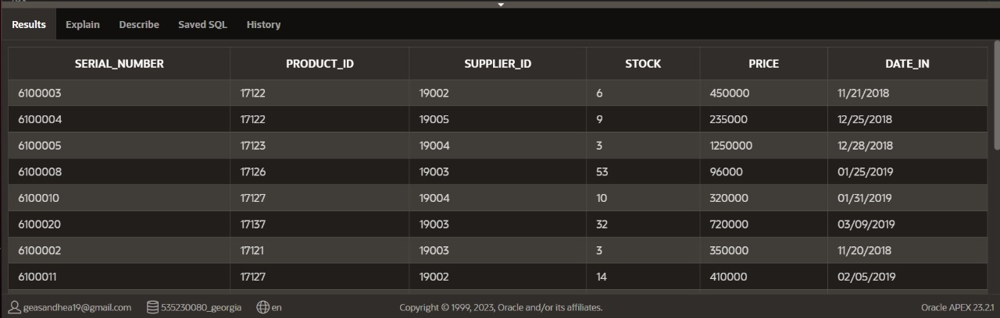 Results Explain Describe Saved SQL History
SERIAL_NUMBER PRODUCT_ID SUPPLIER_ID STOCK PRICE DATE_IN
6100003 17122 19002 6 450000 11/21/2018
6100004 17122 19005 9 235000 12/25/2018
6100005 17123 19004 3 1250000 12/28/2018
6100008 17126 19003 53 96000 01/25/2019
6100010 17127 19004 10 320000 01/31/2019
6100020 17137 19003 32 720000 03/09/2019
6100002 17121 19003 3 350000 11/20/2018
6100011 17127 19002 14 410000 02/05/2019
geasandhea19@gmail.com 535230080_georgia en Copyright © 1999, 2023, Oracle and/or its affiliates. Oracle APEX 23.2.1